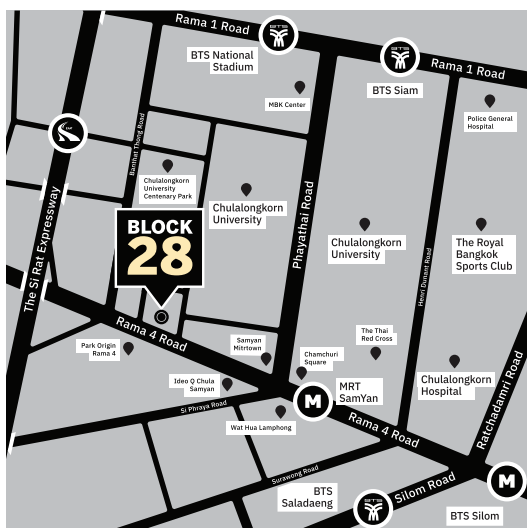 Rama 1 Road
BTS
BTS National
Stadium
BTS
BTS Siam
Rama 1 Road
MBK Center
Police General
Hospital
Banthat Thong Road
Chulalongkorn
University
Centenary Park
Chulalongkorn
University
Phayathai Road
Chulalongkorn
University
Henri Dunant Road
The Royal
Bangkok
Sports Club
The Si Rat Expressway
BLOCK
28
Rama 4 Road
Park Origin
Rama 4
Samyan
Mitrtown
Chamchuri
Square
The Thai
Red Cross
Ideo Q Chula
Samyan
Chulalongkorn
Hospital
Ratchadamri Road
M
MRT
SamYan
Si Phraya Road
Wat Hua Lamphong
Rama 4 Road
Surawong Road
BTS
Saladaeng
BTS
Silom Road
M
BTS Silom